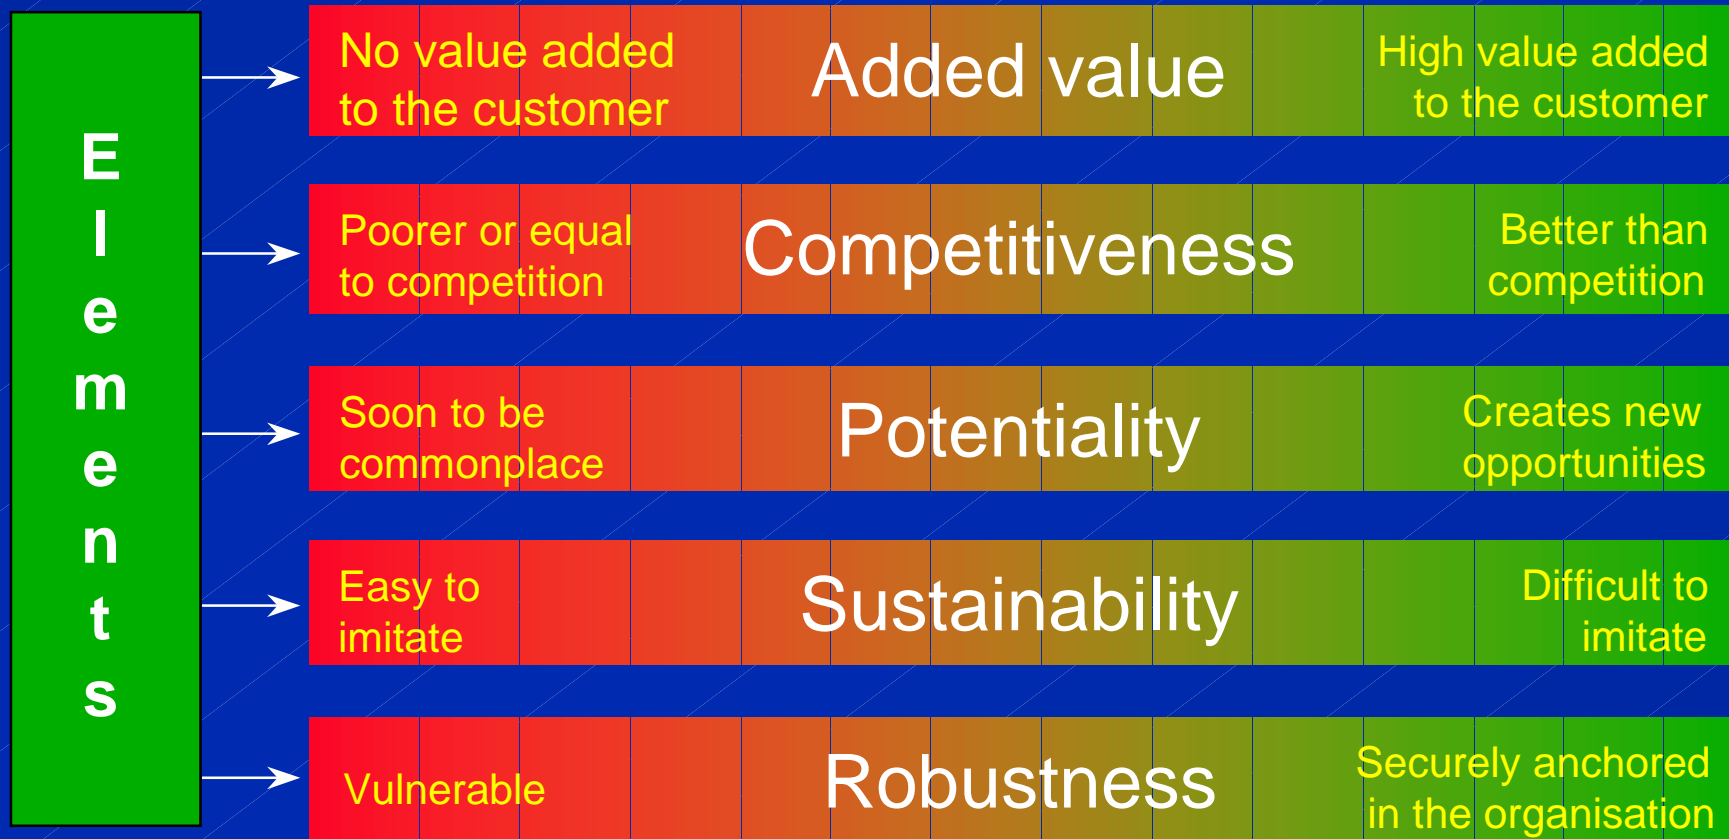 Elements
No value added
to the customer
Added value
High value added
to the customer
Poorer or equal
to competition
Competitiveness
Better than
competition
Soon to be
commonplace
Potentiality
Creates new
opportunities
Easy to
imitate
Sustainability
Difficult to
imitate
Vulnerable
Robustness
Securely anchored
in the organisation